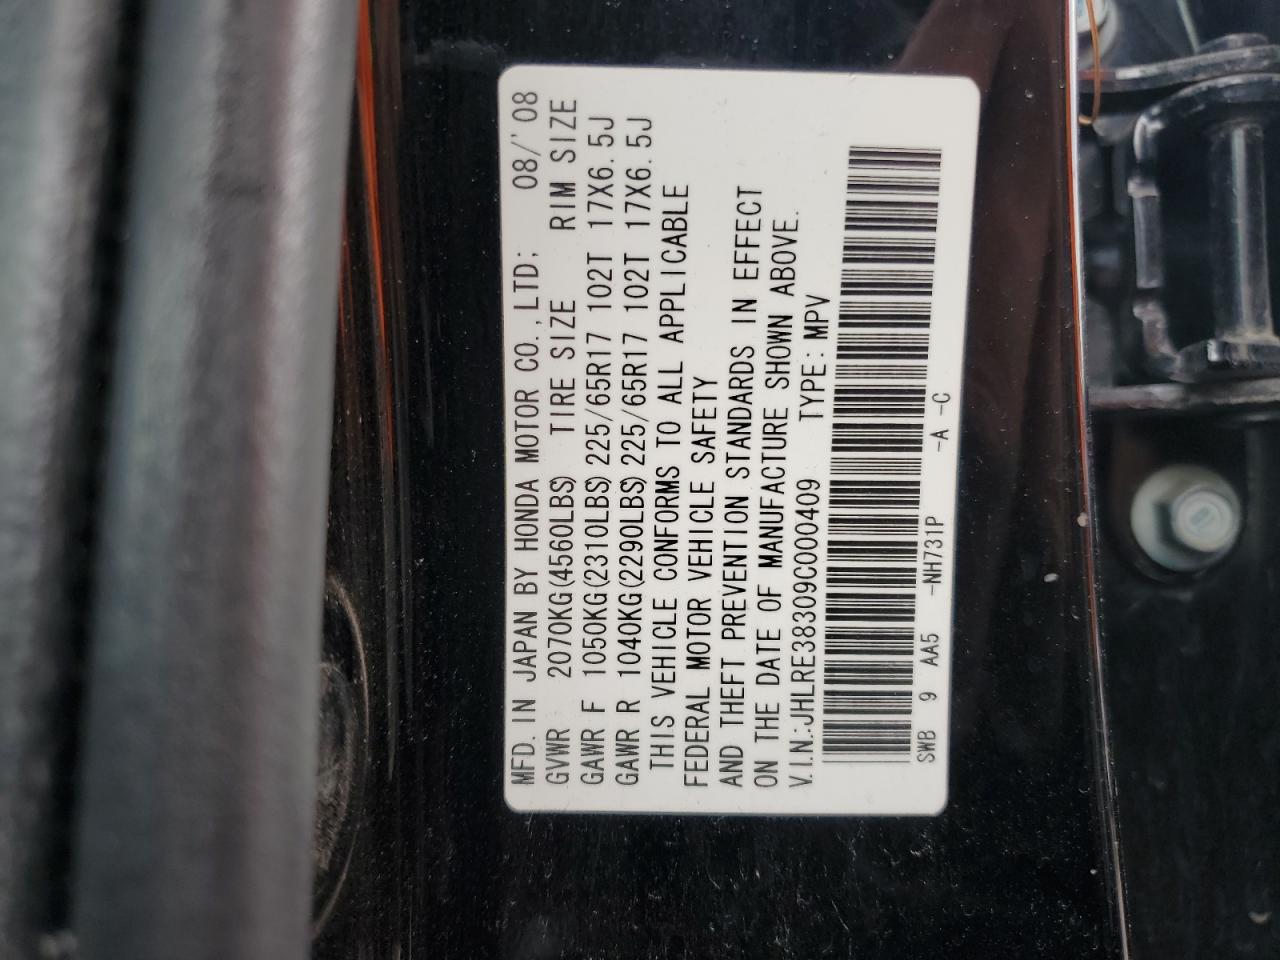 MFD. IN JAPAN BY HONDA MOTOR CO., LTD; 08/'08
GVWR 2070KG(4560LBS) TIRE SIZE RIM SIZE
GAWR F 1050KG(2310LBS) 225/65R17 102T 17X6.5J
GAWR R 1040KG(2290LBS) 225/65R17 102T 17X6.5J
THIS VEHICLE CONFORMS TO ALL APPLICABLE
FEDERAL MOTOR VEHICLE SAFETY
AND THEFT PREVENTION STANDARDS IN EFFECT
ON THE DATE OF MANUFACTURE SHOWN ABOVE.
V.I.N.:JHLRE38309C000409 TYPE:MPV
SWB 9 AA5 -NH731P -A -C